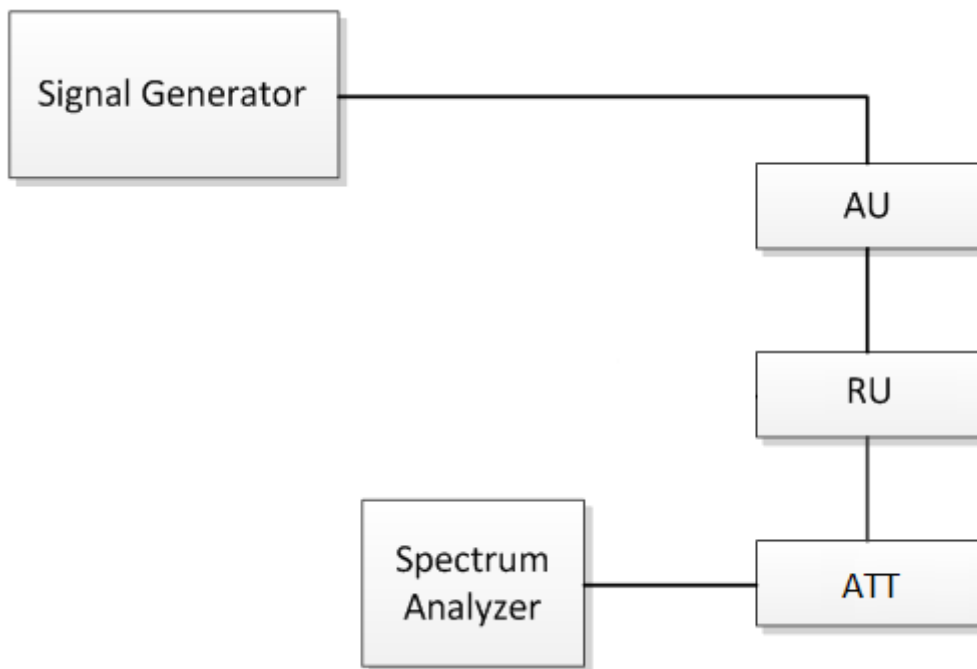 Signal Generator
AU
RU
ATT
Spectrum
Analyzer